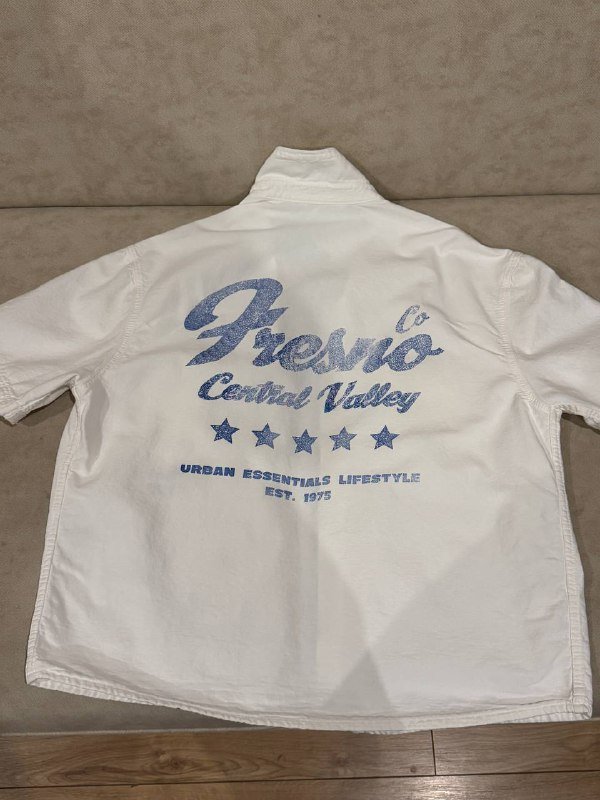 Fresno Co
Central Valley
URBAN ESSENTIALS LIFESTYLE
EST. 1975